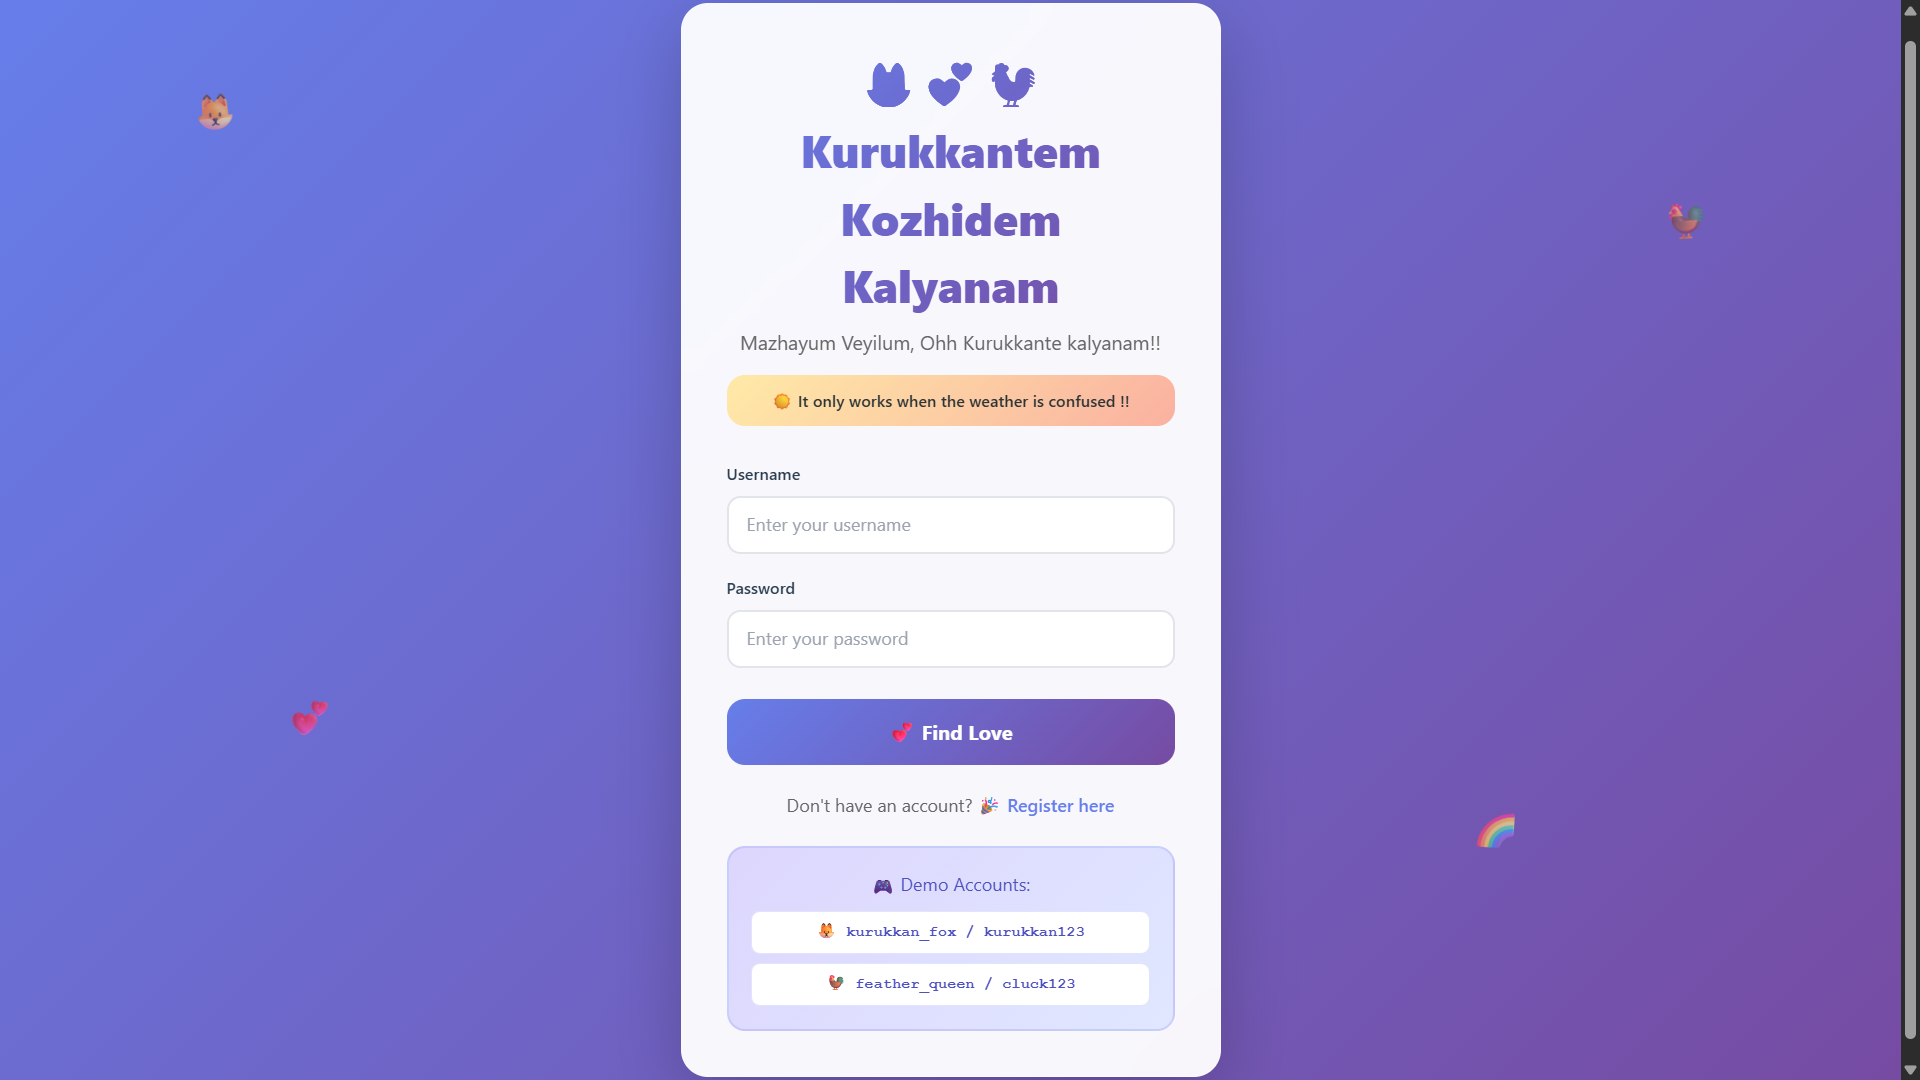 Kurukkantem
Kozhidem
Kalyanam
Mazhayum Veyilum, Ohh Kurukkante kalyanam!!
It only works when the weather is confused !!
Username
Enter your username
Password
Enter your password
Find Love
Don't have an account? Register here
Demo Accounts:
kurukkan_fox / kurukkan123
feather_queen / cluck123